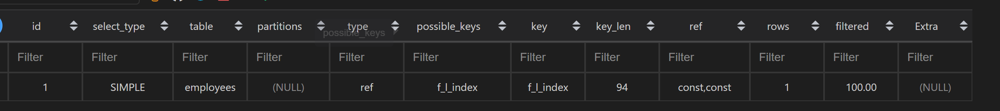 id select_type table partitions type possible_keys key key_len ref rows filtered Extra
possible_keys
Filter Filter Filter Filter Filter Filter Filter Filter Filter Filter Filter Filter
1 SIMPLE employees (NULL) ref f_l_index f_l_index 94 const,const 1 100.00 (NULL)